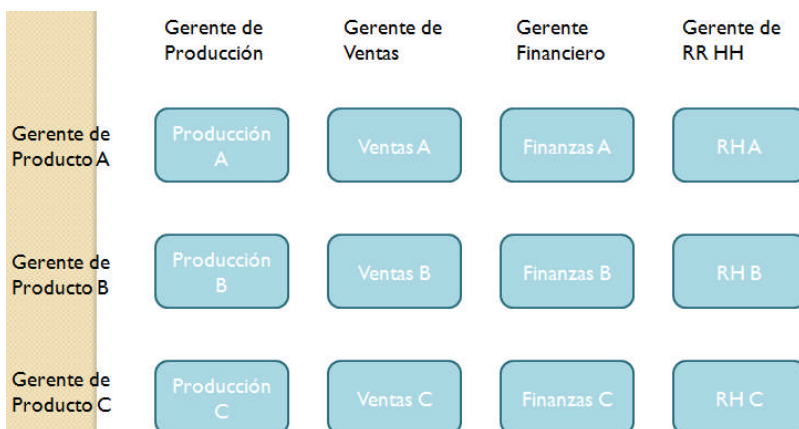 Gerente de
Producción
Gerente de
Ventas
Gerente
Financiero
Gerente de
RR HH
Gerente de
Producto A
Producción
A
Ventas A
Finanzas A
RH A
Gerente de
Producto B
Producción
B
Ventas B
Finanzas B
RH B
Gerente de
Producto C
Producción
C
Ventas C
Finanzas C
RH C